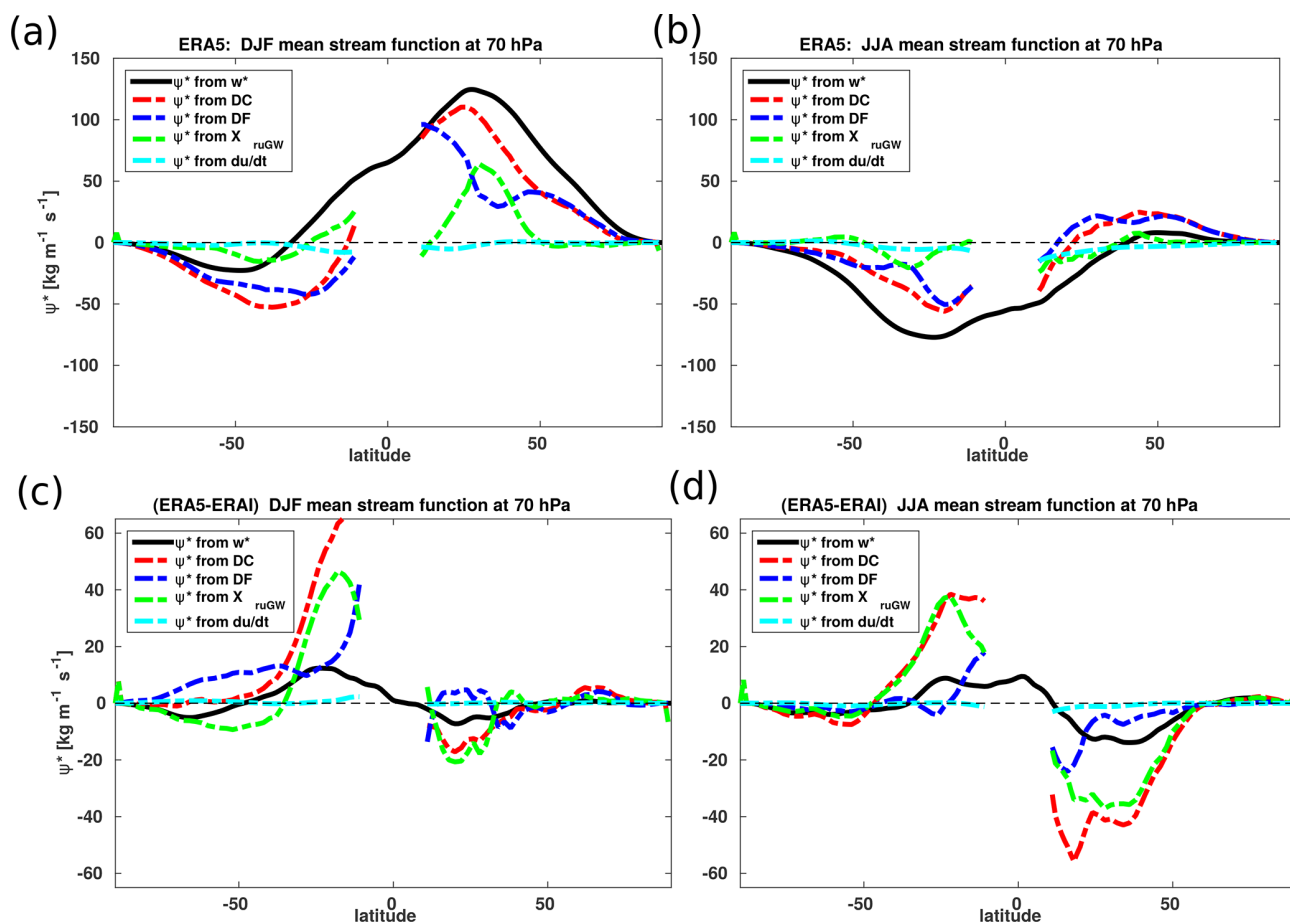 (a)
ERA5: DJF mean stream function at 70 hPa
150
100
50
0
-50
-100
-150
ψ* [kg m⁻¹ s⁻¹]
ψ* from w*
ψ* from DC
ψ* from DF
ψ* from X ruGW
ψ* from du/dt
-50 0 50
latitude
(b)
ERA5: JJA mean stream function at 70 hPa
150
100
50
0
-50
-100
-150
ψ* from w*
ψ* from DC
ψ* from DF
ψ* from X ruGW
ψ* from du/dt
-50 0 50
latitude
(c)
(ERA5-ERAI) DJF mean stream function at 70 hPa
60
40
20
0
-20
-40
-60
ψ* [kg m⁻¹ s⁻¹]
ψ* from w*
ψ* from DC
ψ* from DF
ψ* from X ruGW
ψ* from du/dt
-50 0 50
latitude
(d)
(ERA5-ERAI) JJA mean stream function at 70 hPa
60
40
20
0
-20
-40
-60
ψ* from w*
ψ* from DC
ψ* from DF
ψ* from X ruGW
ψ* from du/dt
-50 0 50
latitude